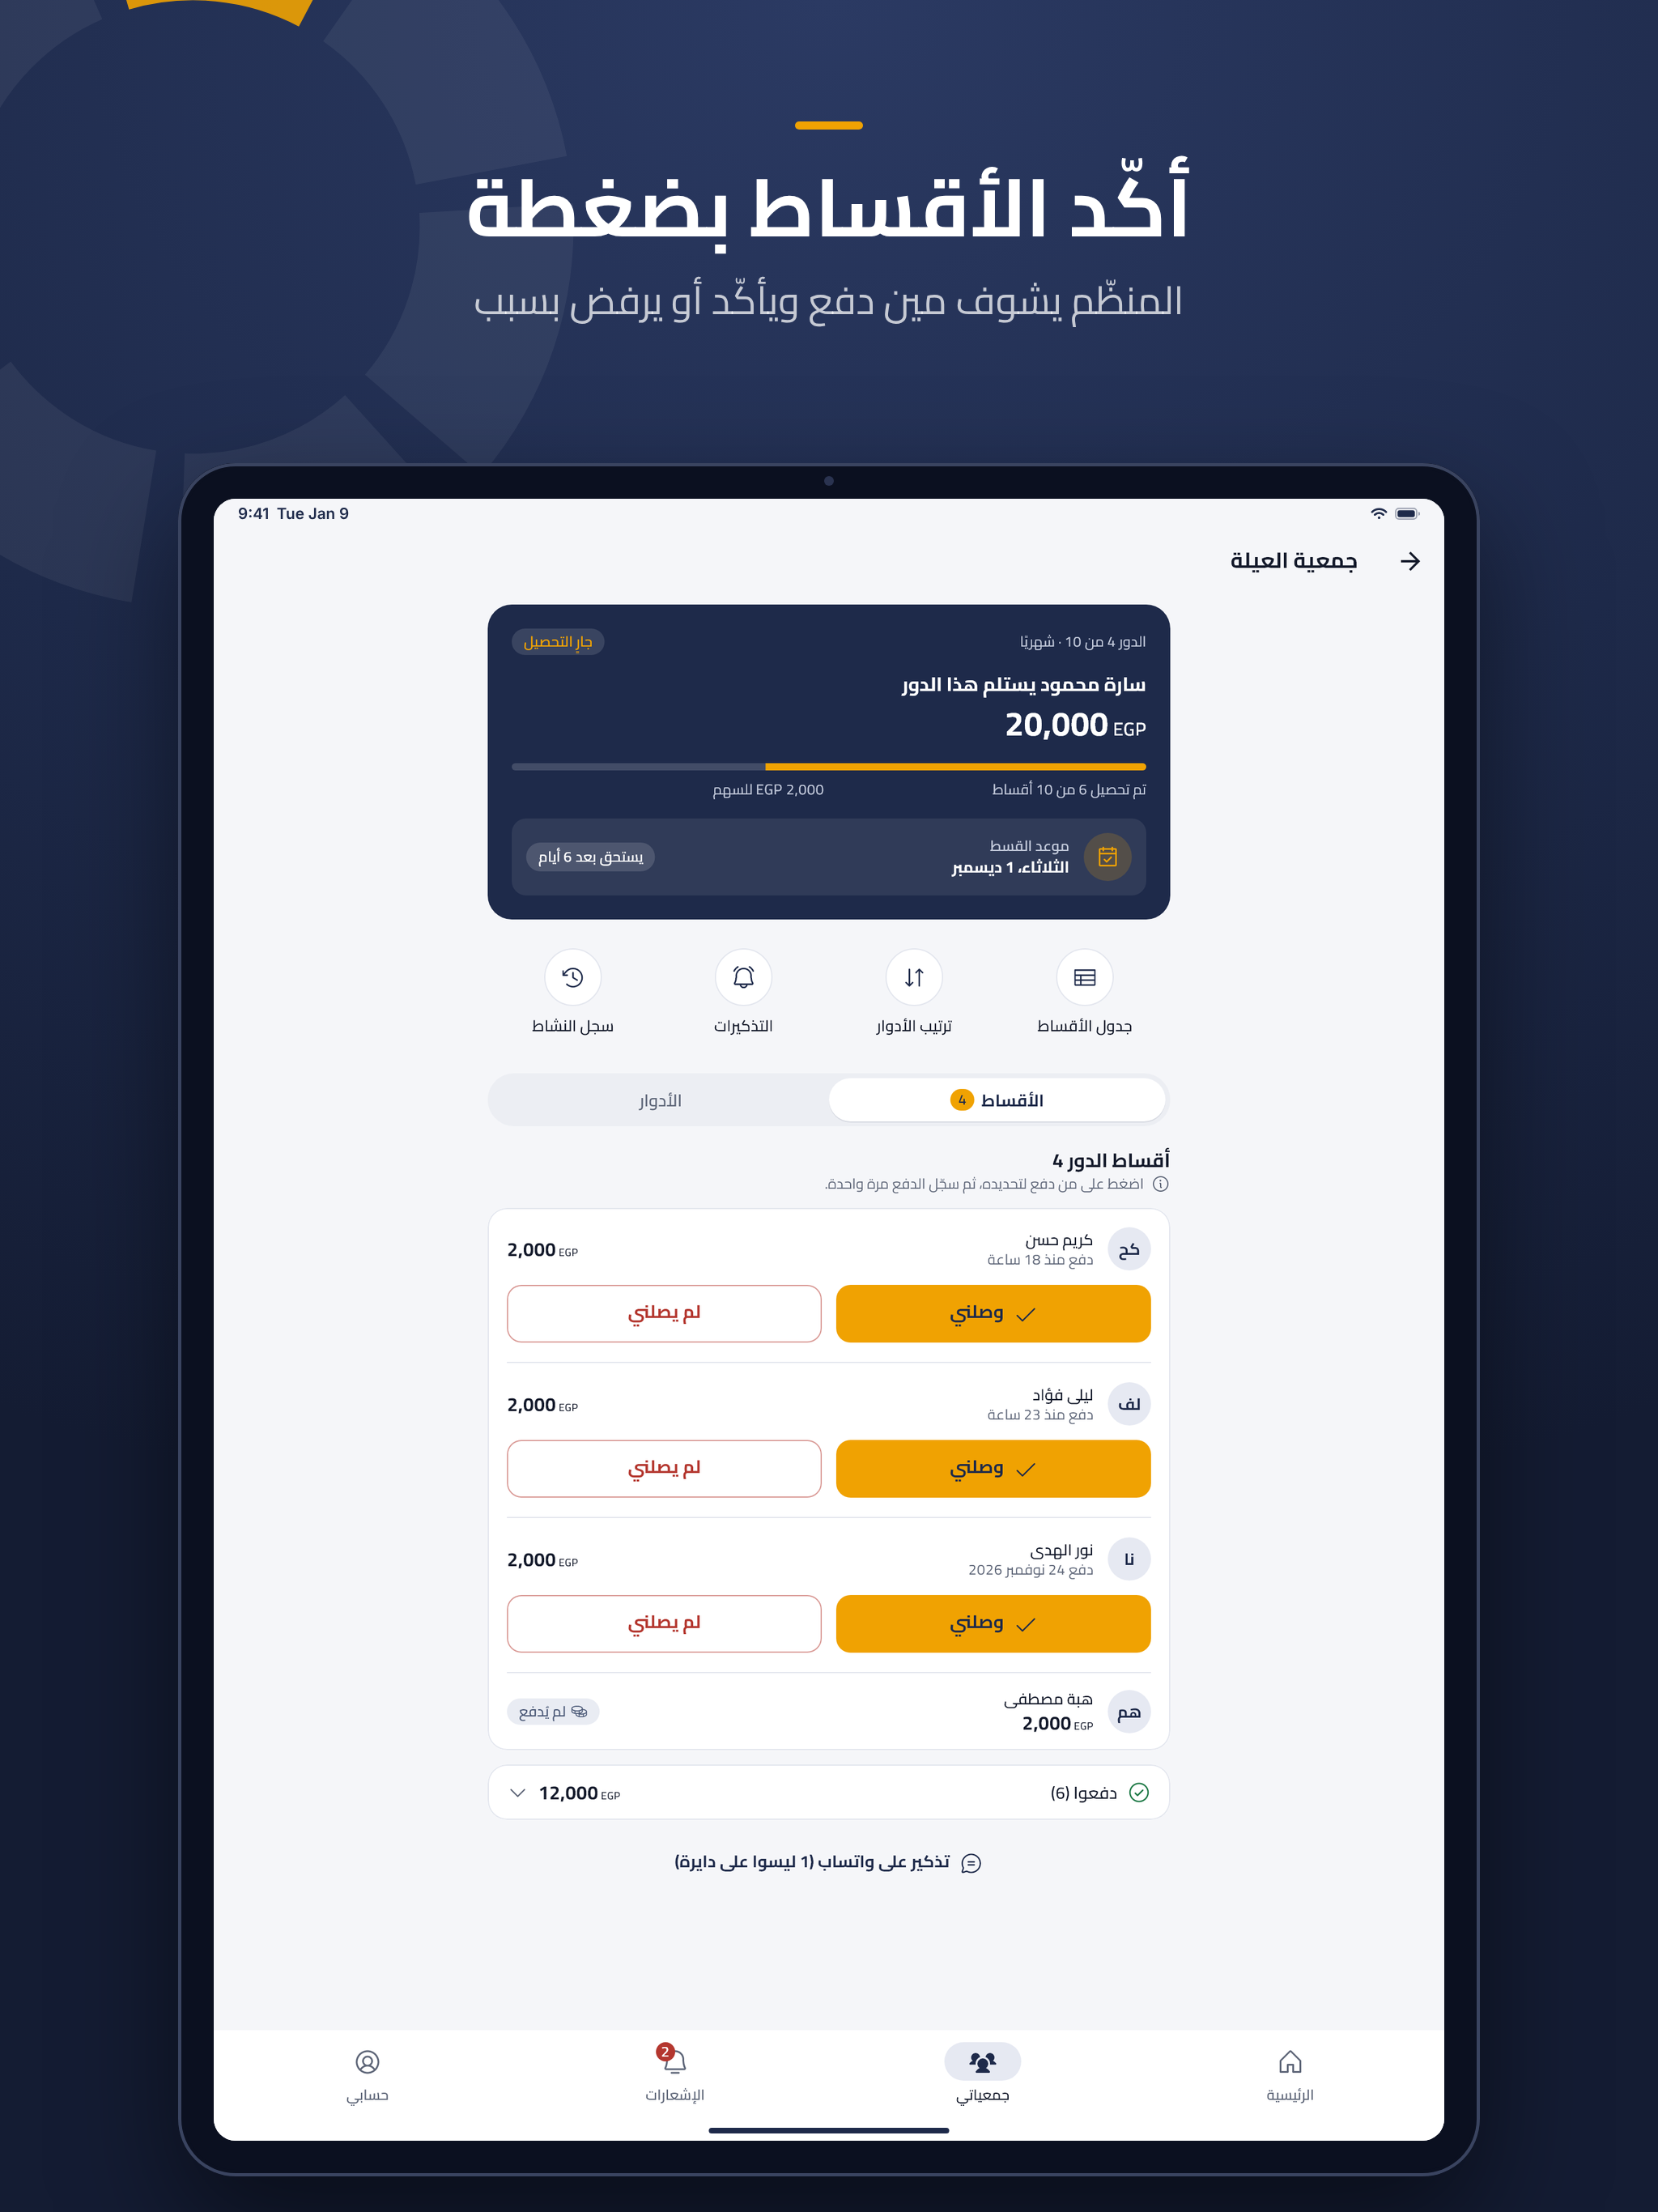 أكّد الأقساط بضغطة
المنظّم يشوف مين دفع ويأكّد أو يرفض بسبب
9:41 Tue Jan 9
جمعية العيلة
الدور 4 من 10 · شهريًا
جارٍ التحصيل
سارة محمود يستلم هذا الدور
20,000 EGP
تم تحصيل 6 من 10 أقساط
2,000 EGP للسهم
موعد القسط
الثلاثاء، 1 ديسمبر
يستحق بعد 6 أيام
جدول الأقساط
ترتيب الأدوار
التذكيرات
سجل النشاط
الأقساط 4
الأدوار
أقساط الدور 4
اضغط على من دفع لتحديده، ثم سجّل الدفع مرة واحدة.
كح
كريم حسن
دفع منذ 18 ساعة
2,000 EGP
وصلني
لم يصلني
لف
ليلى فؤاد
دفع منذ 23 ساعة
2,000 EGP
وصلني
لم يصلني
نا
نور الهدى
دفع 24 نوفمبر 2026
2,000 EGP
وصلني
لم يصلني
هم
هبة مصطفى
2,000 EGP
لم يُدفع
دفعوا (6)
12,000 EGP
تذكير على واتساب (1 ليسوا على دايرة)
الرئيسية
جمعياتي
2
الإشعارات
حسابي